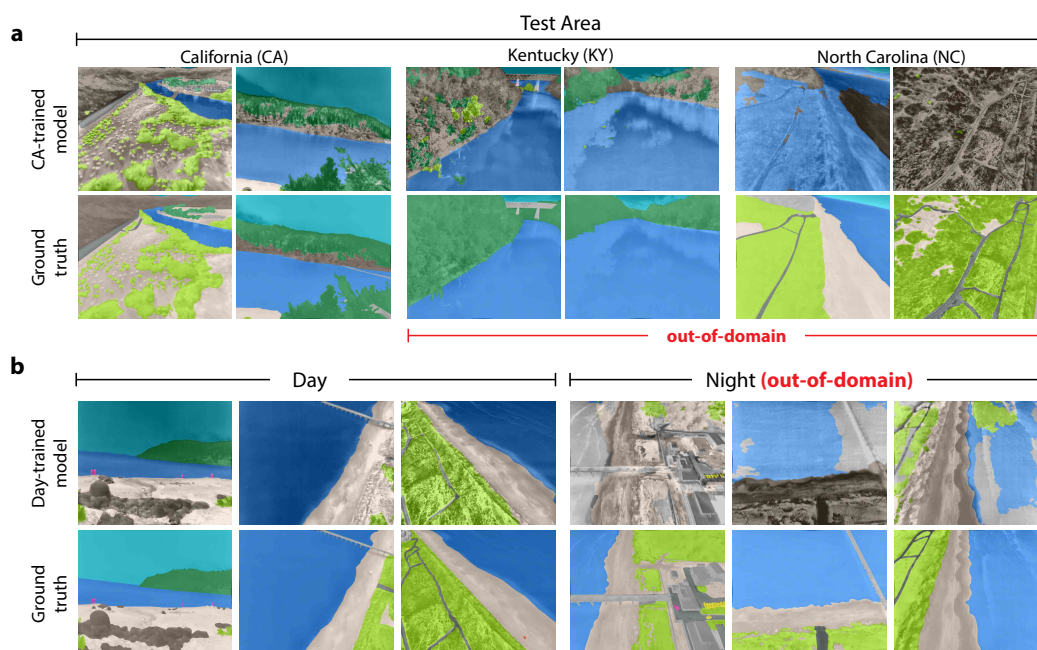 a
Test Area
California (CA)
Kentucky (KY)
North Carolina (NC)
CA-trained
model
Ground
truth
out-of-domain
b
Day
Night (out-of-domain)
Day-trained
model
Ground
truth